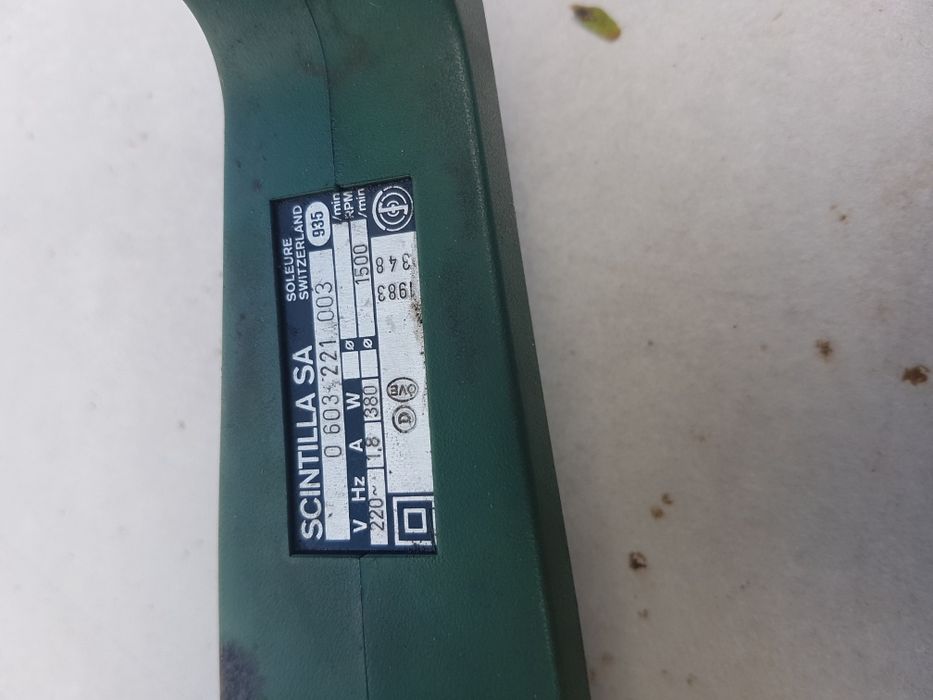 SCINTILLA SA
SOLEURE
SWITZERLAND
0 603 221 003
935
V Hz A W ø /min
RPM
220~ 1.8 380 ø 1500 /min
1983
348
D ÖVE S